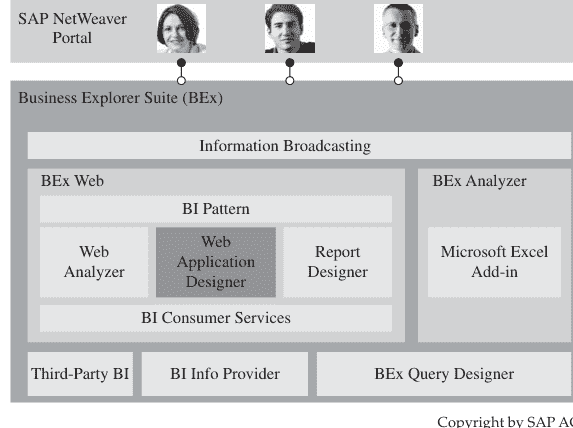 SAP NetWeaver
Portal
Business Explorer Suite (BEx)
Information Broadcasting
BEx Web
BEx Analyzer
BI Pattern
Web
Analyzer
Web
Application
Designer
Report
Designer
Microsoft Excel
Add-in
BI Consumer Services
Third-Party BI
BI Info Provider
BEx Query Designer
Copyright by SAP AG